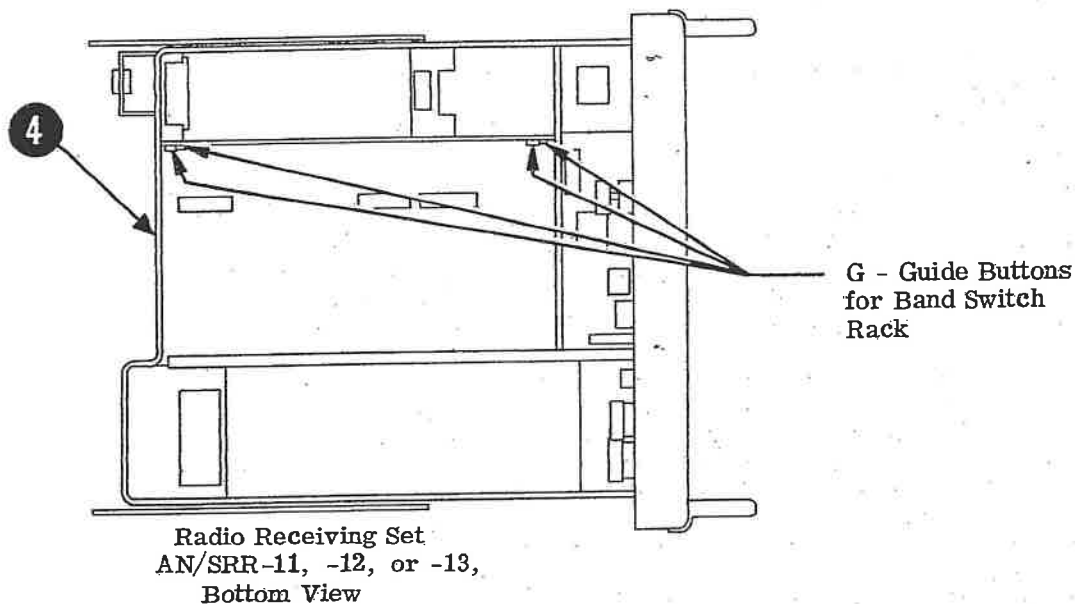 4
G - Guide Buttons
for Band Switch
Rack
Radio Receiving Set
AN/SRR-11, -12, or -13,
Bottom View